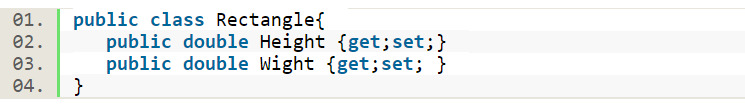 01. public class Rectangle{
02.    public double Height {get;set;}
03.    public double Wight {get;set; }
04. }